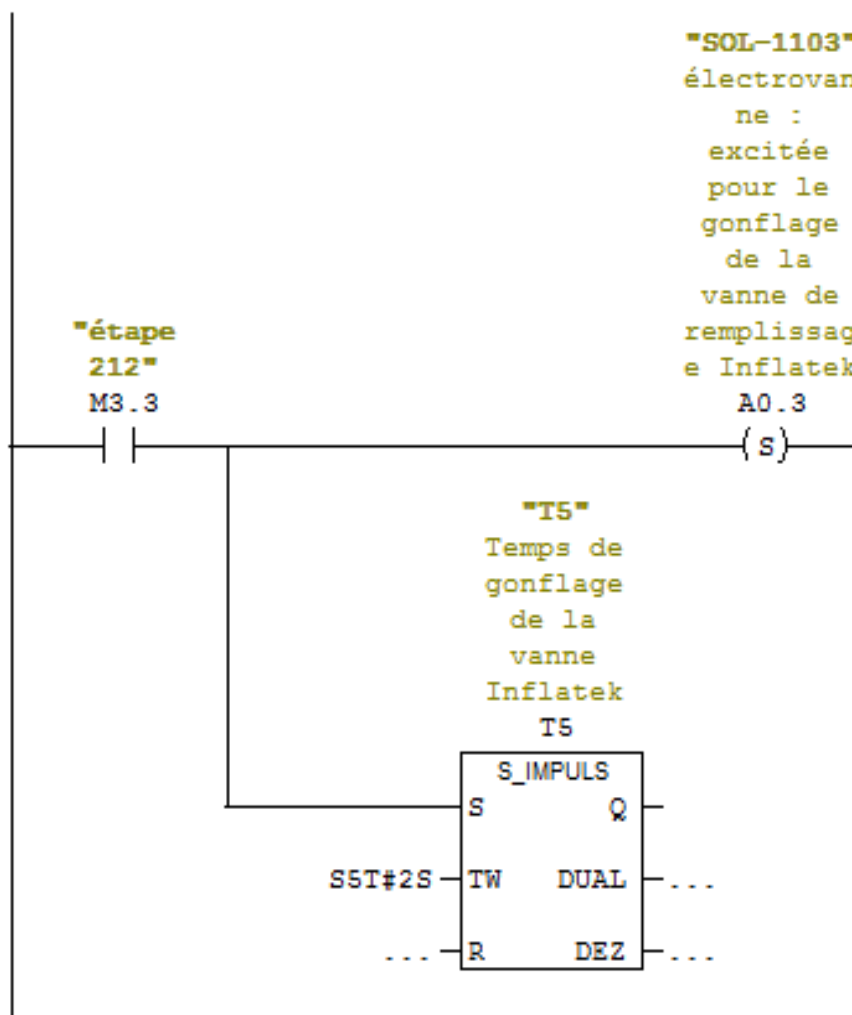 "SOL-1103"
électrovan
ne :
excitée
pour le
gonflage
de la
vanne de
remplissag
e Inflatek
"étape
212"
M3.3
A0.3
( S )
"T5"
Temps de
gonflage
de la
vanne
Inflatek
T5
S_IMPULS
S Q
S5T#2S TW DUAL ...
... R DEZ ...